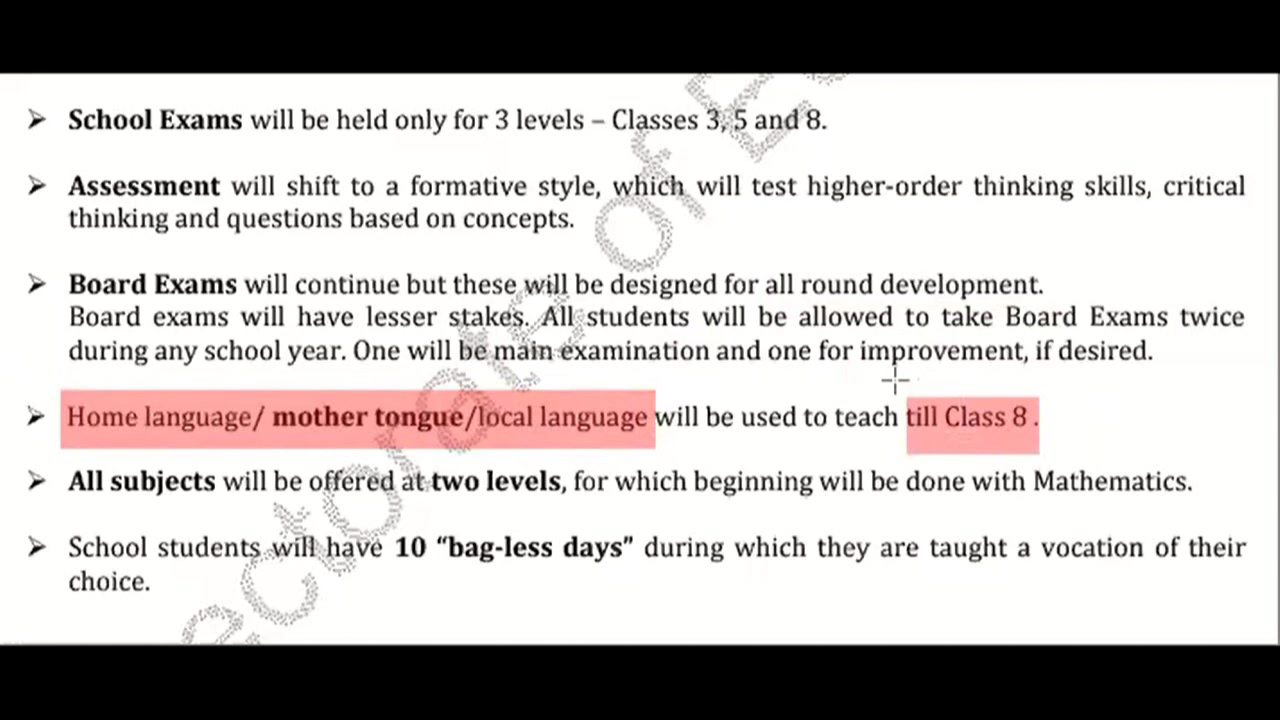 ➢ School Exams will be held only for 3 levels – Classes 3, 5 and 8.
➢ Assessment will shift to a formative style, which will test higher-order thinking skills, critical
thinking and questions based on concepts.
➢ Board Exams will continue but these will be designed for all round development.
Board exams will have lesser stakes. All students will be allowed to take Board Exams twice
during any school year. One will be main examination and one for improvement, if desired.
➢ Home language/ mother tongue/local language will be used to teach till Class 8 .
➢ All subjects will be offered at two levels, for which beginning will be done with Mathematics.
➢ School students will have 10 “bag-less days” during which they are taught a vocation of their
choice.
ectorate of E